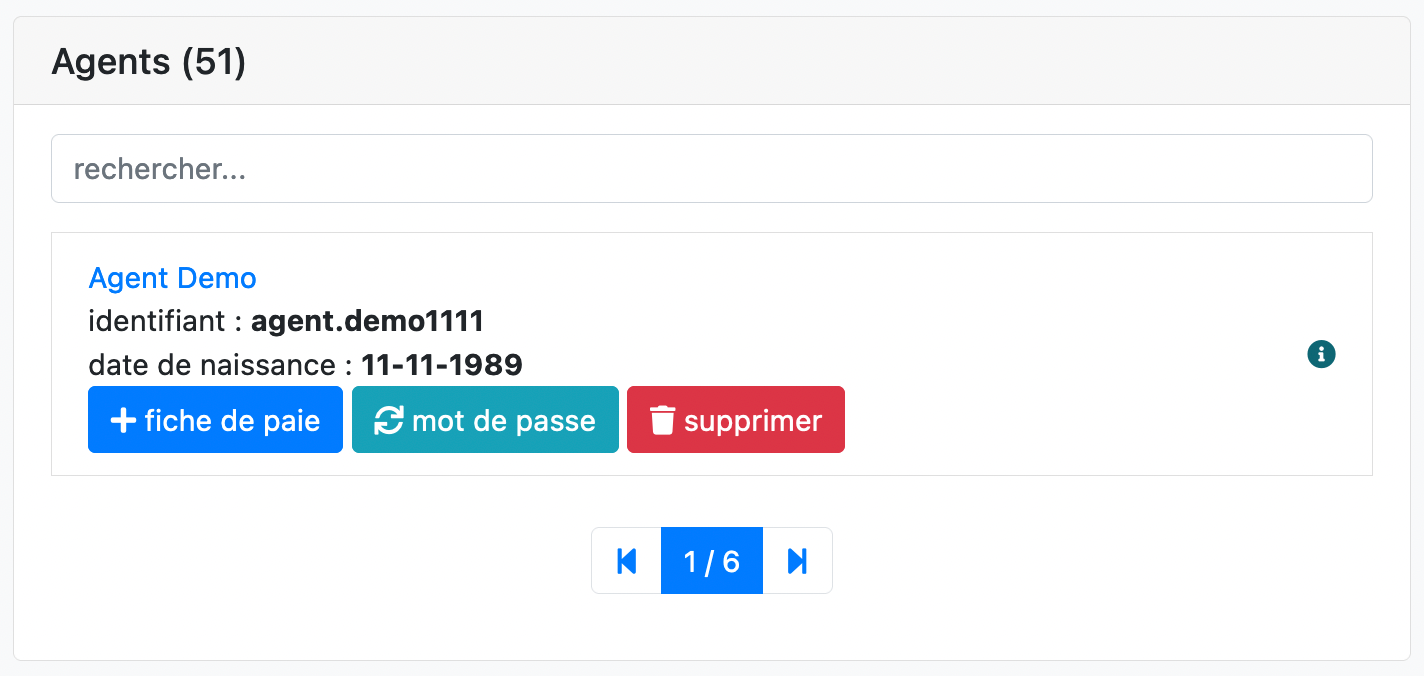 Agents (51)
rechercher...
Agent Demo
identifiant : agent.demo1111
date de naissance : 11-11-1989
fiche de paie mot de passe supprimer
1 / 6